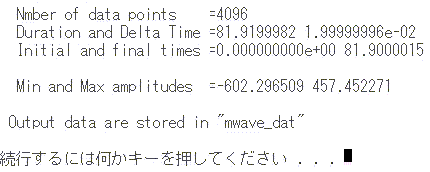 Nmber of data points =4096
Duration and Delta Time =81.9199982 1.99999996e-02
Initial and final times =0.000000000e+00 81.9000015
Min and Max amplitudes =-602.296509 457.452271
Output data are stored in "mwave_dat"
続行するには何かキーを押してください . . .